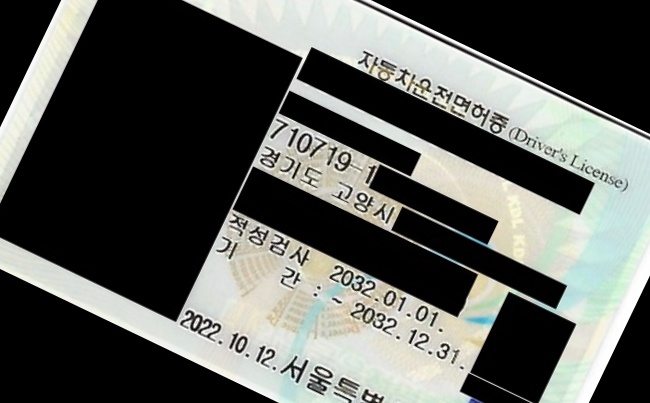 자동차운전면허증 (Driver's License)
710719-1
경기도 고양시
적성검사 2032.01.01.
기 간 : ~ 2032.12.31.
2022.10.12. 서울특별